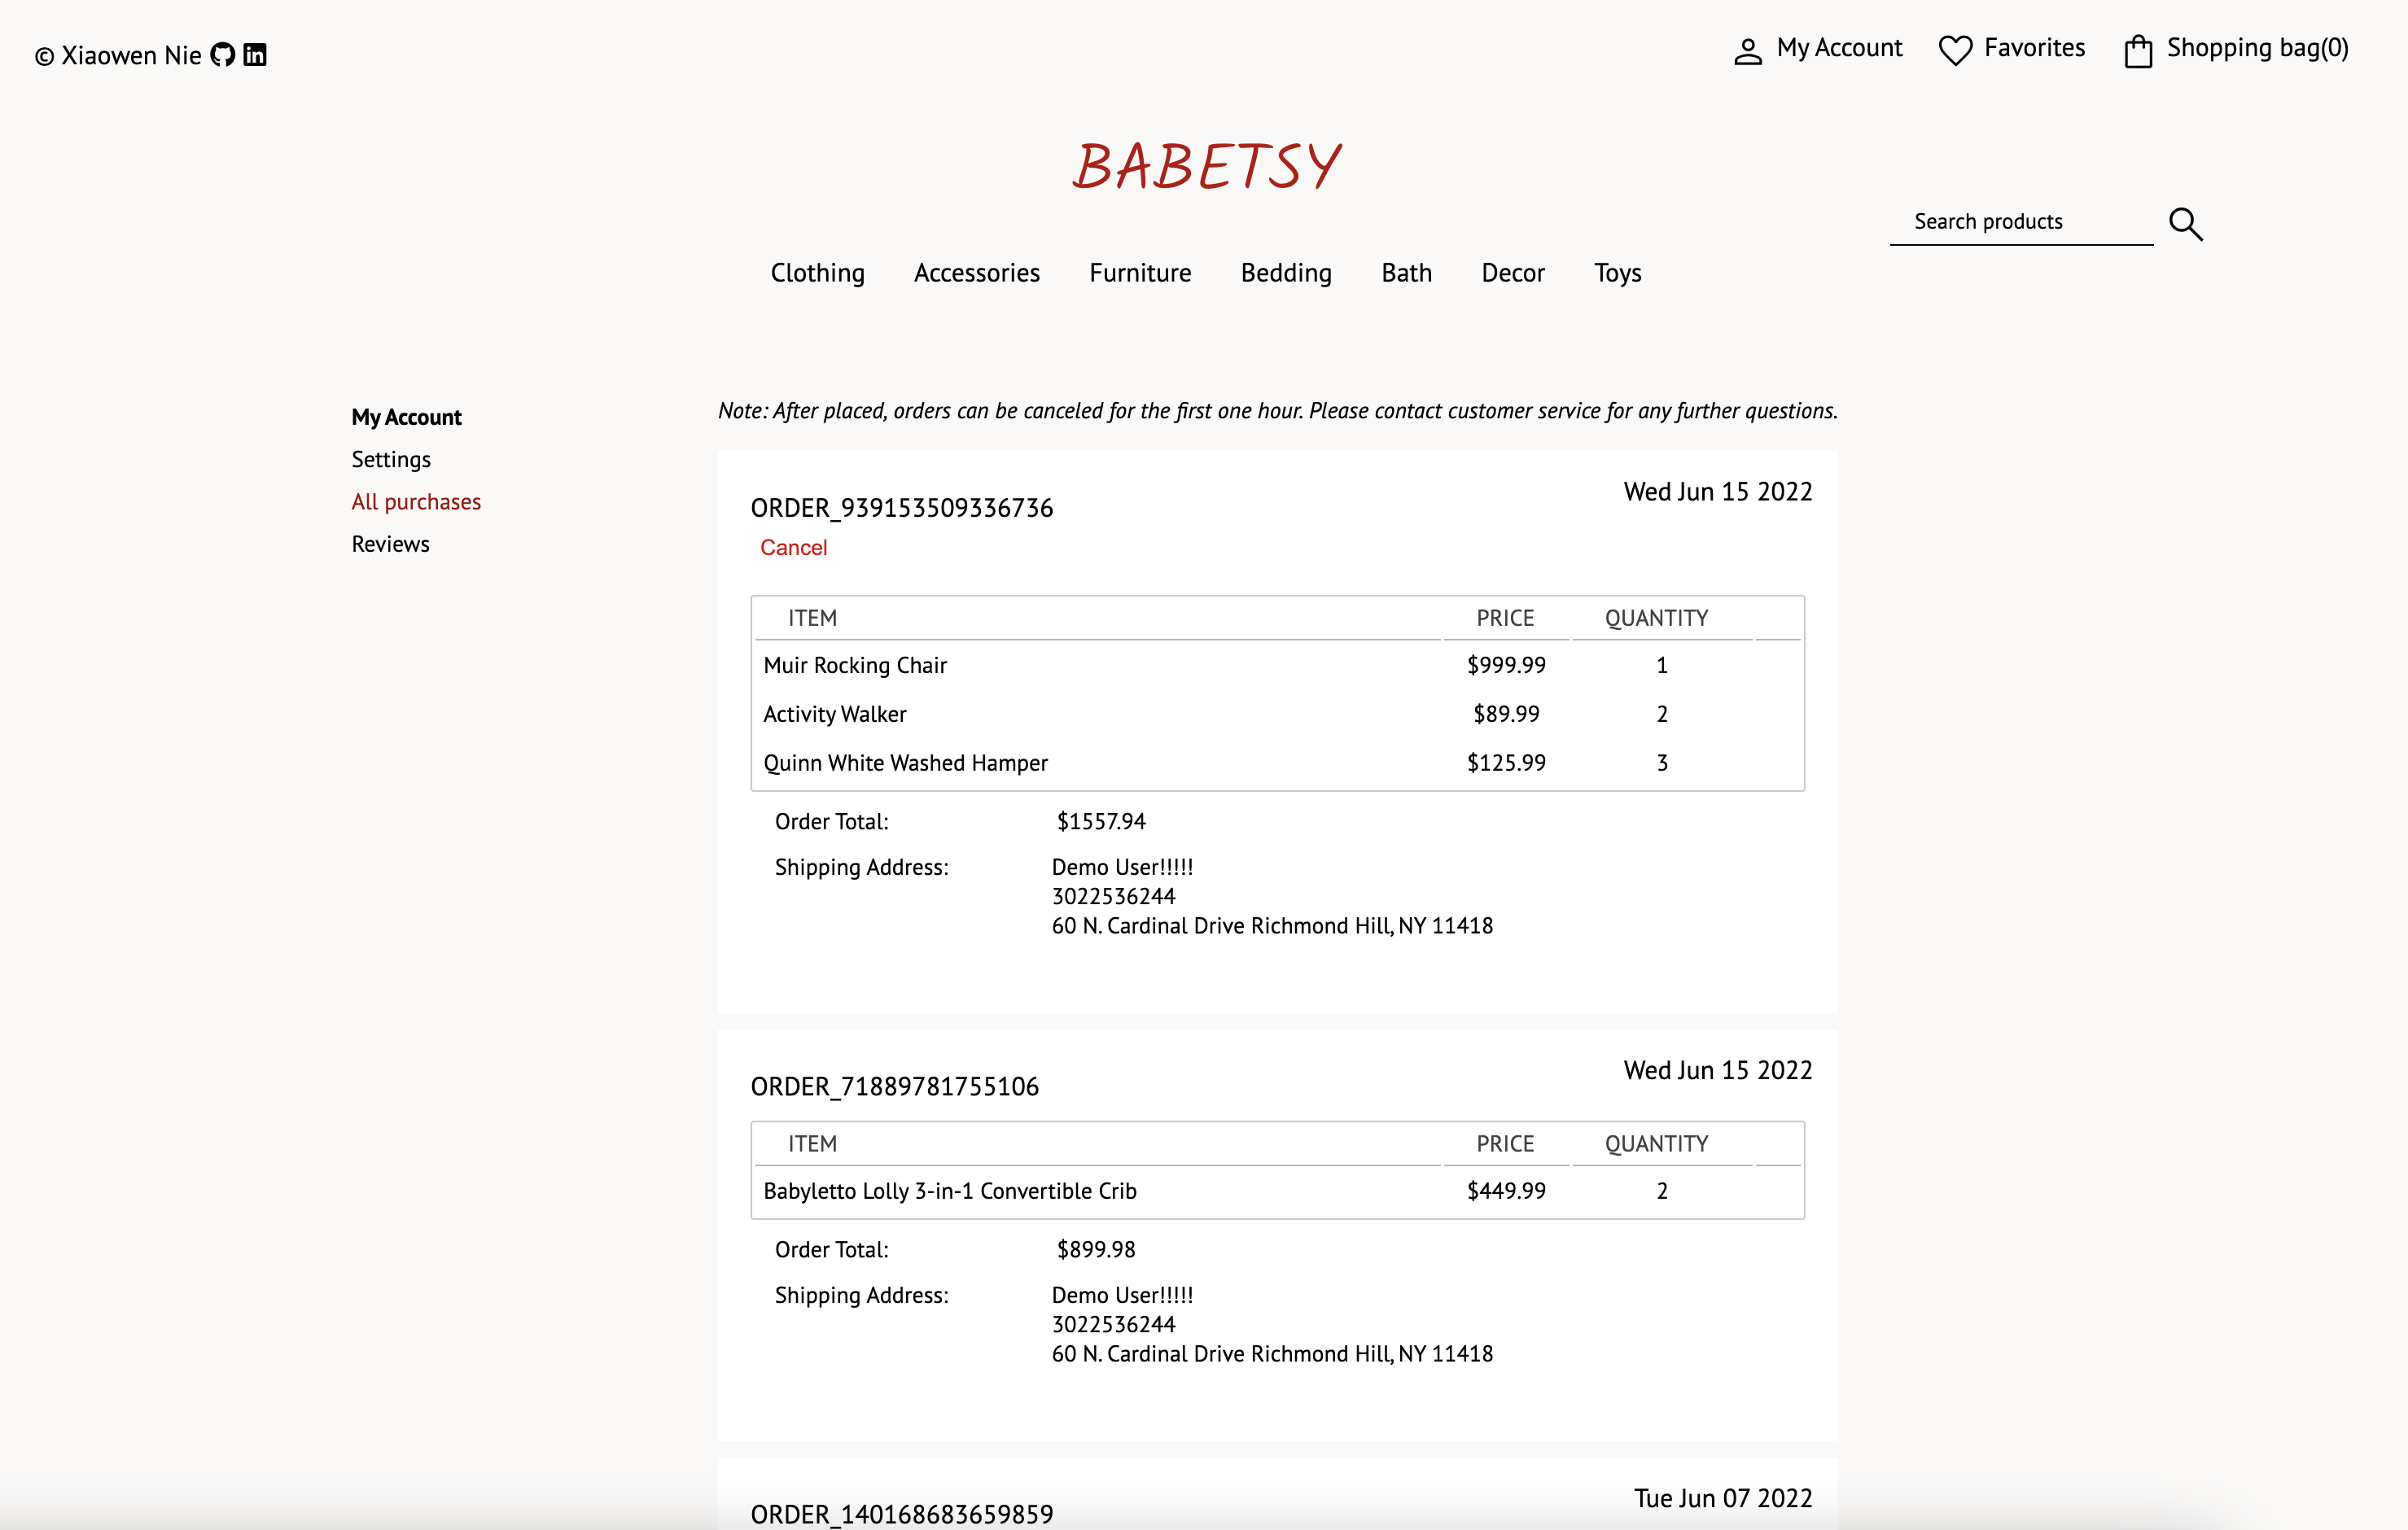 © Xiaowen Nie
My Account Favorites Shopping bag(0)
BABETSY
Search products
Clothing Accessories Furniture Bedding Bath Decor Toys
My Account
Settings
All purchases
Reviews
Note: After placed, orders can be canceled for the first one hour. Please contact customer service for any further questions.
Wed Jun 15 2022
ORDER_939153509336736
Cancel
ITEM PRICE QUANTITY
Muir Rocking Chair $999.99 1
Activity Walker $89.99 2
Quinn White Washed Hamper $125.99 3
Order Total: $1557.94
Shipping Address: Demo User!!!!!
3022536244
60 N. Cardinal Drive Richmond Hill, NY 11418
Wed Jun 15 2022
ORDER_71889781755106
ITEM PRICE QUANTITY
Babyletto Lolly 3-in-1 Convertible Crib $449.99 2
Order Total: $899.98
Shipping Address: Demo User!!!!!
3022536244
60 N. Cardinal Drive Richmond Hill, NY 11418
Tue Jun 07 2022
ORDER_140168683659859